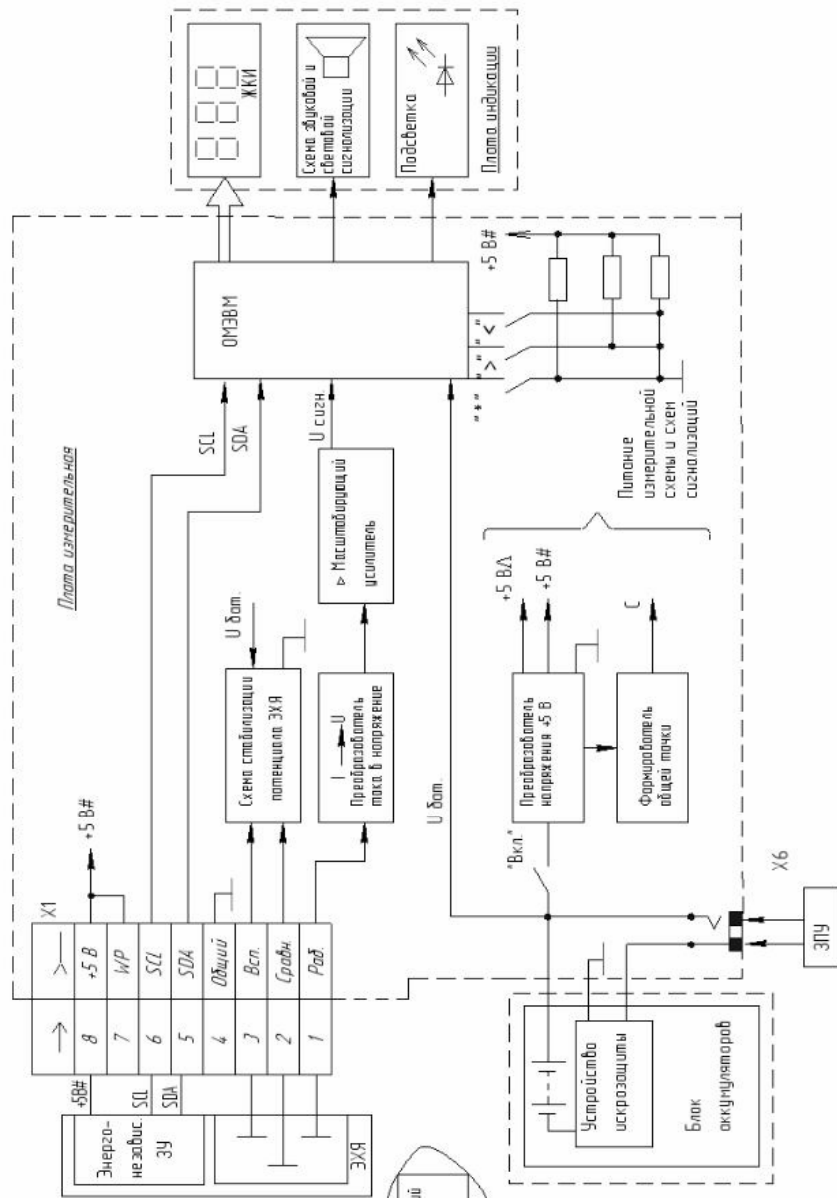 Плата измерительная
Энерго-
независ.
ЗУ
ЭХЯ
+5В#
SCL
SDA
X1
8 +5 В
7 WP
6 SCL
5 SDA
4 Общий
3 Всп.
2 Сравн.
1 Раб.
+5 В#
SCL
SDA
U бат.
Схема стабилизации
потенциала ЭХЯ
I U
Преобразователь
тока в напряжение
▷ Масштабирующий
усилитель
U сигн.
ОМЭВМ
ЖКИ
Схема звуковой и
световой
сигнализации
Подсветка
Плата индикации
"*"
">"
"<"
+5 В#
U бат.
"Вкл."
Преобразователь
напряжения +5 В
+5 ВΔ
+5 В#
Формирователь
общей точки
С
Питание
измерительной
схемы и схем
сигнализаций
Устройство
искрозащиты
Блок
аккумуляторов
X6
ЗПУ